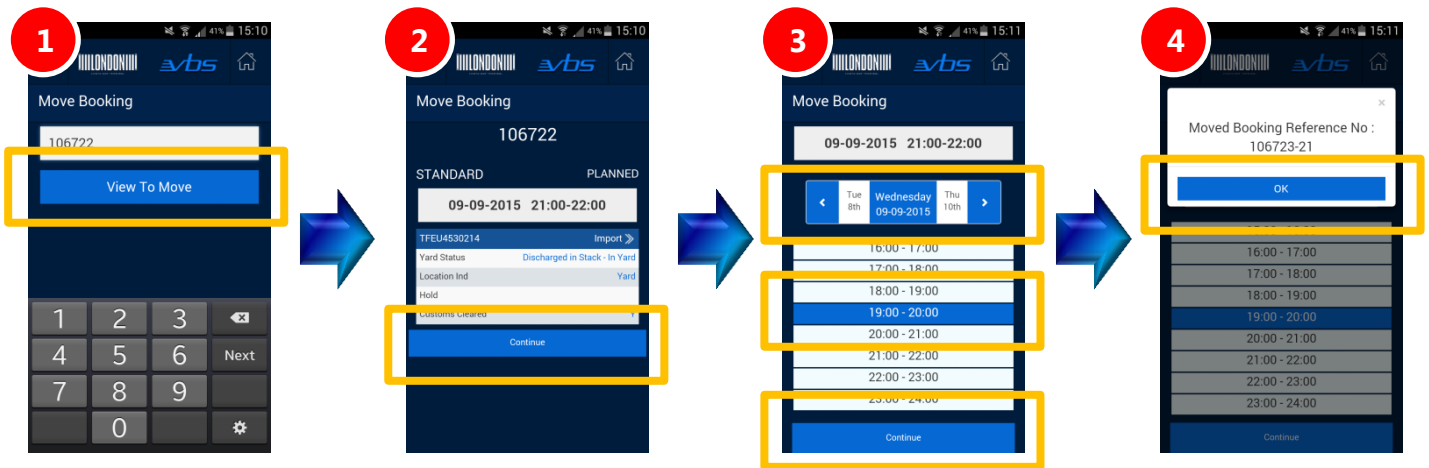 1
41% 15:10
LONDON vbs
Move Booking
106722
View To Move
1 2 3
4 5 6 Next
7 8 9
0
2
41% 15:10
LONDON vbs
Move Booking
106722
STANDARD PLANNED
09-09-2015 21:00-22:00
TFEU4530214 Import
Yard Status Discharged in Stack - In Yard
Location Ind Yard
Hold
Customs Cleared Y
Continue
3
41% 15:11
LONDON vbs
Move Booking
09-09-2015 21:00-22:00
Tue 8th
Wednesday 09-09-2015
Thu 10th
16:00 - 17:00
17:00 - 18:00
18:00 - 19:00
19:00 - 20:00
20:00 - 21:00
21:00 - 22:00
22:00 - 23:00
23:00 - 24:00
Continue
4
41% 15:11
LONDON vbs
×
Moved Booking Reference No :
106723-21
OK
16:00 - 17:00
17:00 - 18:00
18:00 - 19:00
19:00 - 20:00
20:00 - 21:00
21:00 - 22:00
22:00 - 23:00
23:00 - 24:00
Continue